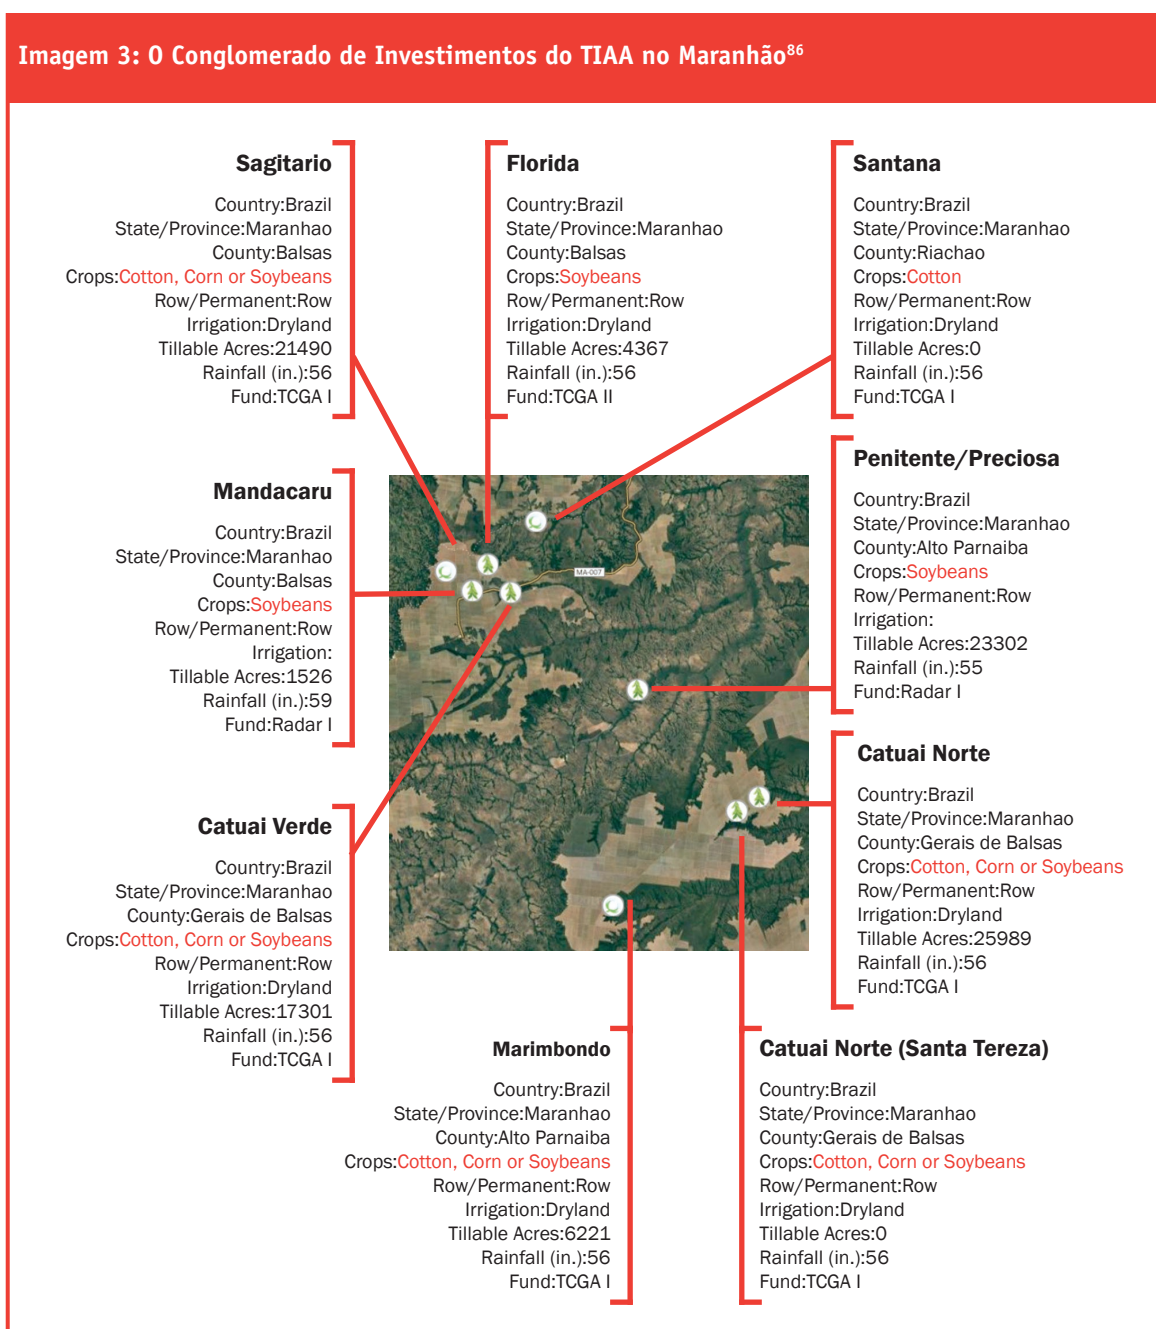 Imagem 3: O Conglomerado de Investimentos do TIAA no Maranhão86
Sagitario
Country:Brazil
State/Province:Maranhao
County:Balsas
Crops:Cotton, Corn or Soybeans
Row/Permanent:Row
Irrigation:Dryland
Tillable Acres:21490
Rainfall (in.):56
Fund:TCGA I
Florida
Country:Brazil
State/Province:Maranhao
County:Balsas
Crops:Soybeans
Row/Permanent:Row
Irrigation:Dryland
Tillable Acres:4367
Rainfall (in.):56
Fund:TCGA II
Santana
Country:Brazil
State/Province:Maranhao
County:Riachao
Crops:Cotton
Row/Permanent:Row
Irrigation:Dryland
Tillable Acres:0
Rainfall (in.):56
Fund:TCGA I
Mandacaru
Country:Brazil
State/Province:Maranhao
County:Balsas
Crops:Soybeans
Row/Permanent:Row
Irrigation:
Tillable Acres:1526
Rainfall (in.):59
Fund:Radar I
MA-007
Penitente/Preciosa
Country:Brazil
State/Province:Maranhao
County:Alto Parnaiba
Crops:Soybeans
Row/Permanent:Row
Irrigation:
Tillable Acres:23302
Rainfall (in.):55
Fund:Radar I
Catuai Verde
Country:Brazil
State/Province:Maranhao
County:Gerais de Balsas
Crops:Cotton, Corn or Soybeans
Row/Permanent:Row
Irrigation:Dryland
Tillable Acres:17301
Rainfall (in.):56
Fund:TCGA I
Catuai Norte
Country:Brazil
State/Province:Maranhao
County:Gerais de Balsas
Crops:Cotton, Corn or Soybeans
Row/Permanent:Row
Irrigation:Dryland
Tillable Acres:25989
Rainfall (in.):56
Fund:TCGA I
Marimbondo
Country:Brazil
State/Province:Maranhao
County:Alto Parnaiba
Crops:Cotton, Corn or Soybeans
Row/Permanent:Row
Irrigation:Dryland
Tillable Acres:6221
Rainfall (in.):56
Fund:TCGA I
Catuai Norte (Santa Tereza)
Country:Brazil
State/Province:Maranhao
County:Gerais de Balsas
Crops:Cotton, Corn or Soybeans
Row/Permanent:Row
Irrigation:Dryland
Tillable Acres:0
Rainfall (in.):56
Fund:TCGA I